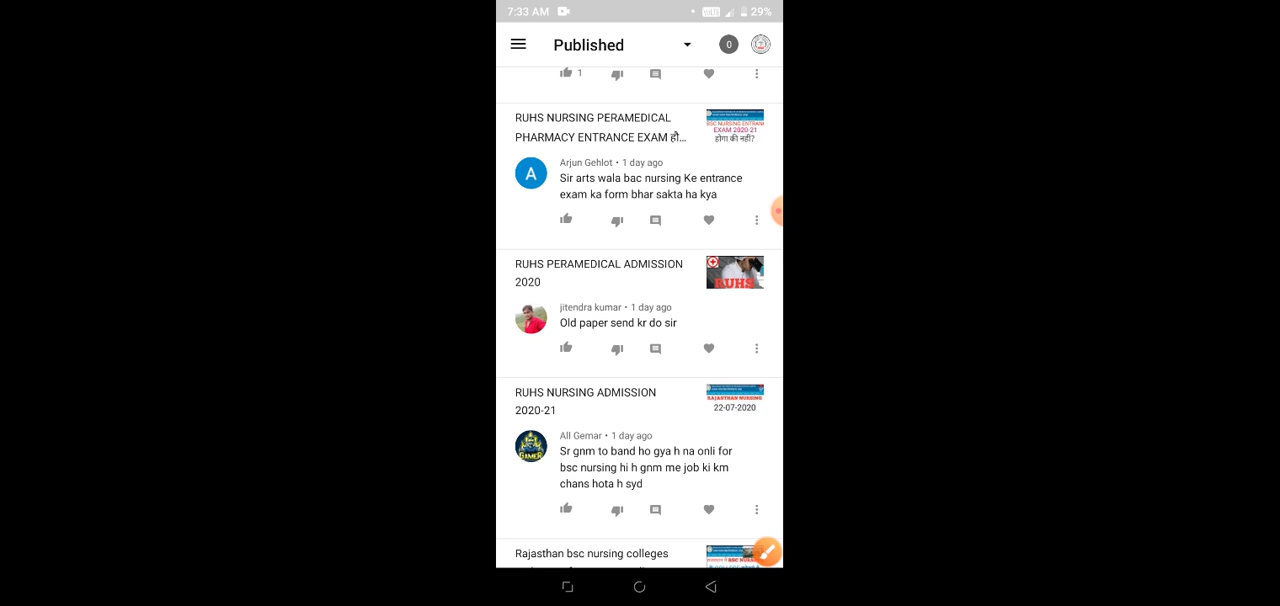 7:33 AM
29%
Published
0
1
RUHS NURSING PERAMEDICAL
PHARMACY ENTRANCE EXAM हौ...
BSC NURSING ENTRAN
EXAM 2020-21
होगा की नहीं?
Arjun Gehlot • 1 day ago
A
Sir arts wala bac nursing Ke entrance
exam ka form bhar sakta ha kya
RUHS PERAMEDICAL ADMISSION
2020
RUHS
jitendra kumar • 1 day ago
Old paper send kr do sir
RUHS NURSING ADMISSION
2020-21
RAJASTHAN NURSING
22-07-2020
All Gemar • 1 day ago
GAMER
Sr gnm to band ho gya h na onli for
bsc nursing hi h gnm me job ki km
chans hota h syd
Rajasthan bsc nursing colleges